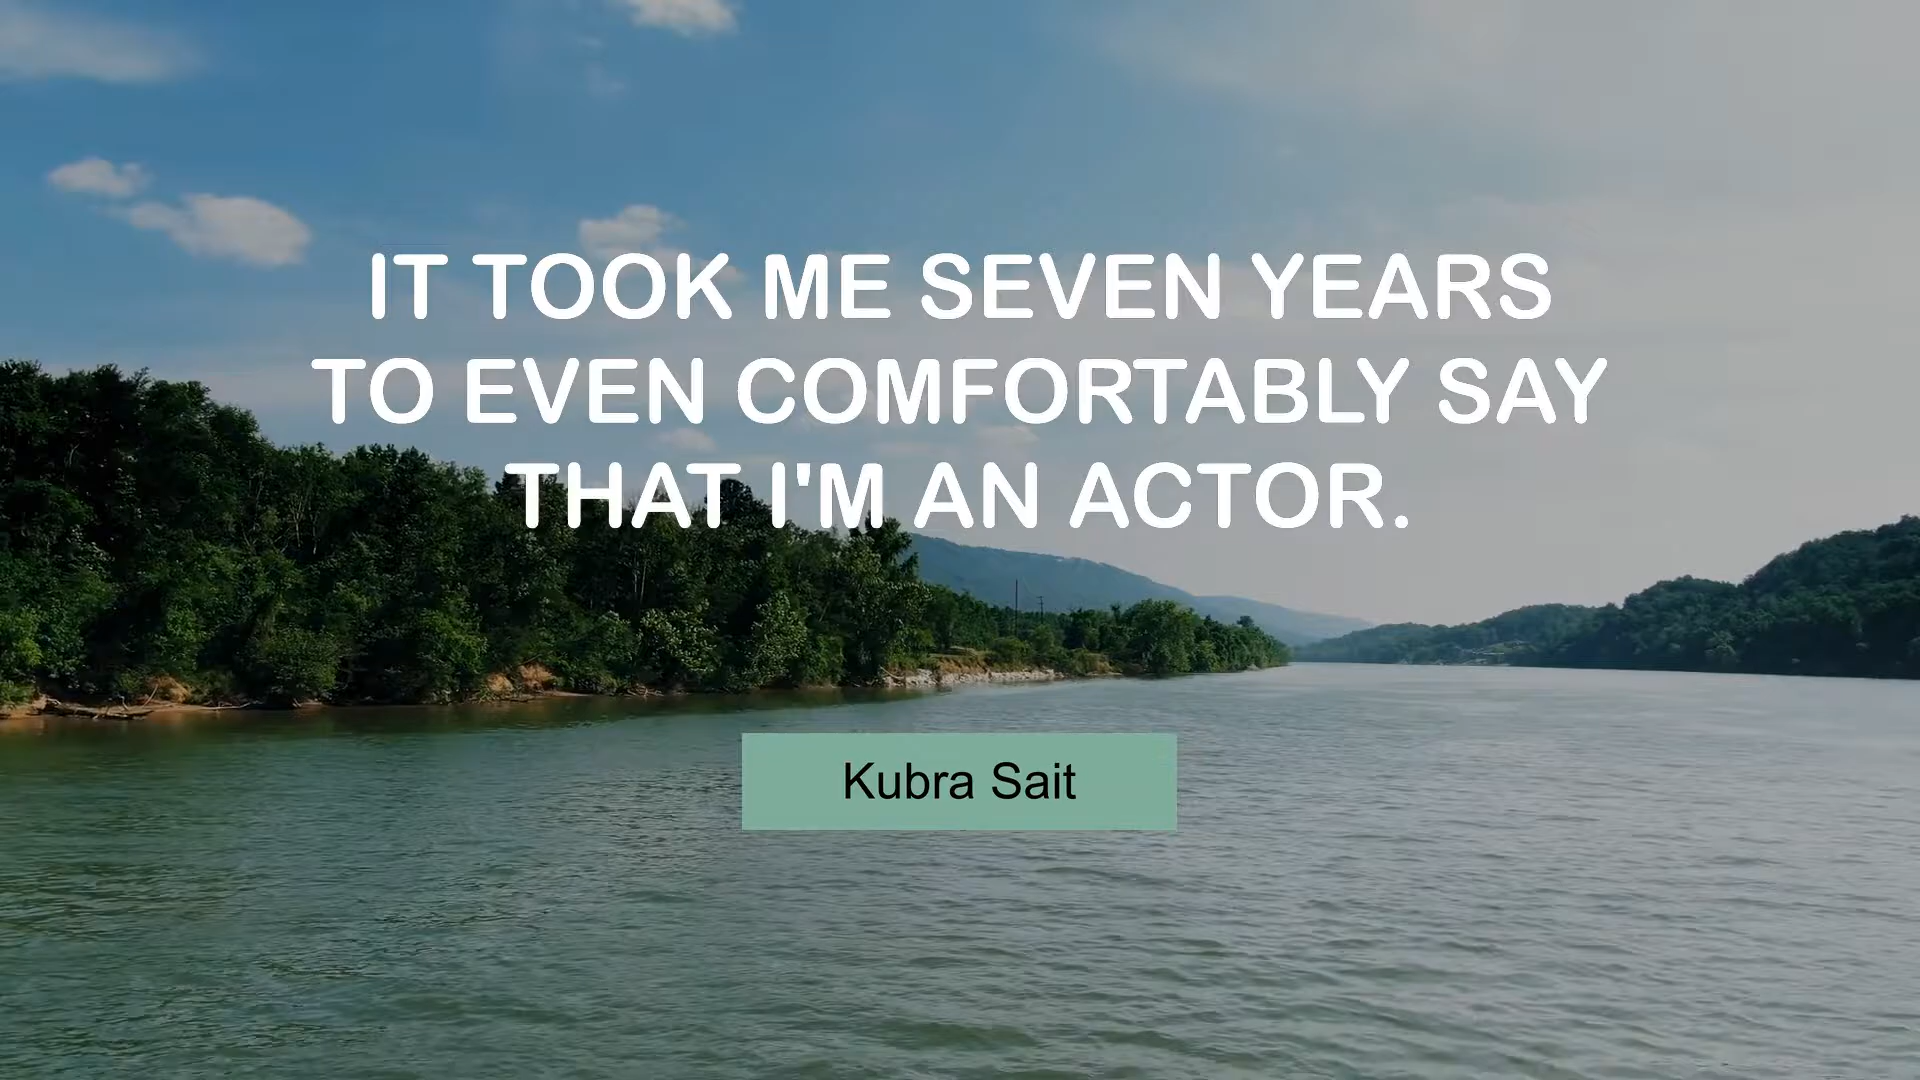 IT TOOK ME SEVEN YEARS
TO EVEN COMFORTABLY SAY
THAT I'M AN ACTOR.
Kubra Sait